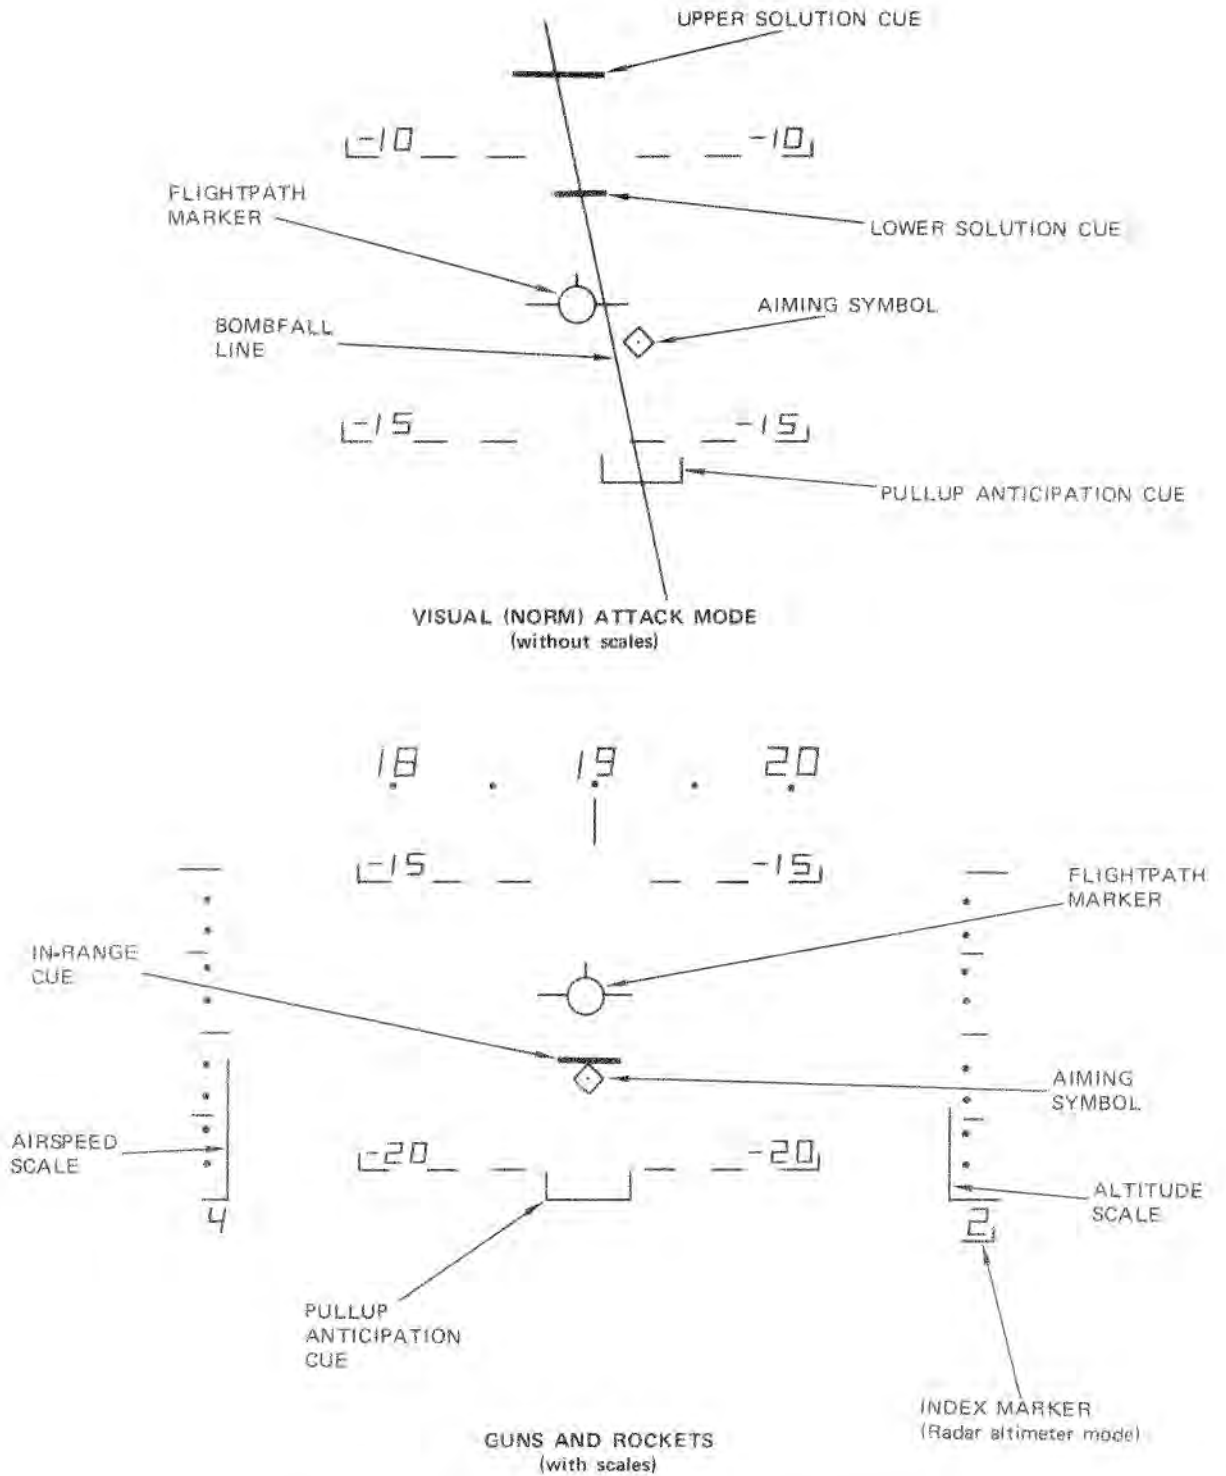 UPPER SOLUTION CUE
-10 -10
FLIGHTPATH
MARKER
LOWER SOLUTION CUE
AIMING SYMBOL
BOMBFALL
LINE
-15 -15
PULLUP ANTICIPATION CUE
VISUAL (NORM) ATTACK MODE
(without scales)
18 19 20
-15 -15
FLIGHTPATH
MARKER
IN-RANGE
CUE
AIMING
SYMBOL
AIRSPEED
SCALE
-20 -20
ALTITUDE
SCALE
4 2
PULLUP
ANTICIPATION
CUE
INDEX MARKER
(Radar altimeter mode)
GUNS AND ROCKETS
(with scales)